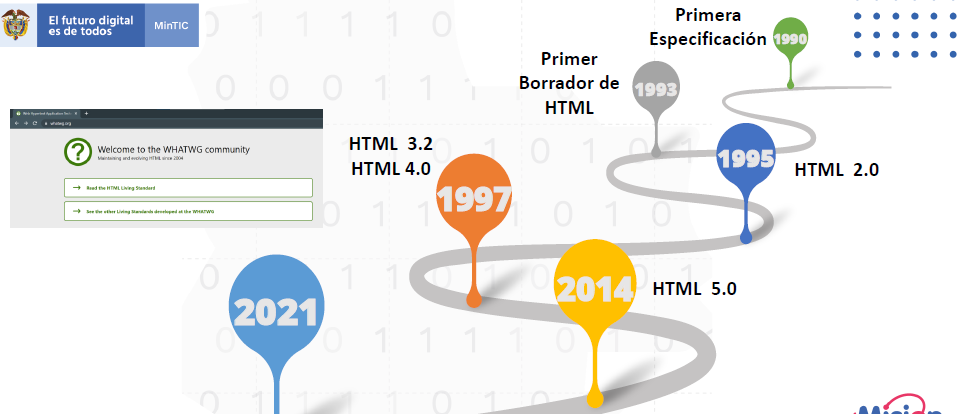 El futuro digital
es de todos
MinTIC
Primera
Especificación
1990
Primer
Borrador de
HTML
1993
whatwg.org
Welcome to the WHATWG community
Maintaining and evolving HTML since 2004
Read the HTML Living Standard
See the other Living Standards developed at the WHATWG
HTML  3.2
HTML 4.0
1997
1995
HTML  2.0
2021
2014
HTML  5.0